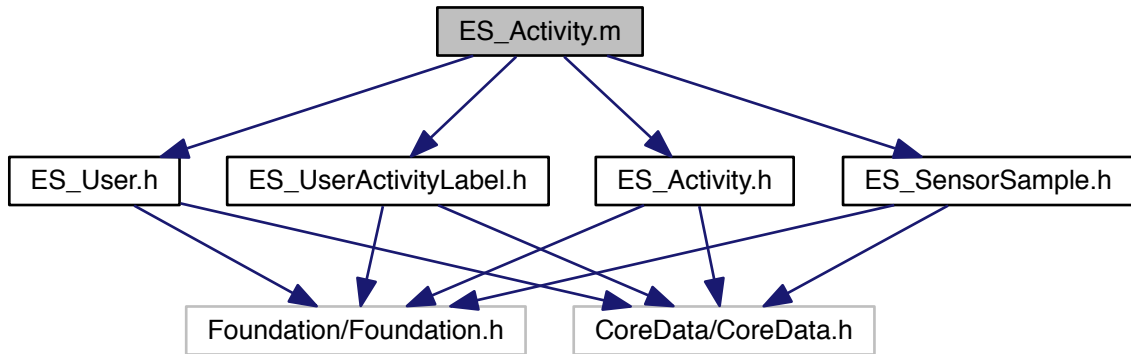 ES_Activity.m
ES_User.h
ES_UserActivityLabel.h
ES_Activity.h
ES_SensorSample.h
Foundation/Foundation.h
CoreData/CoreData.h